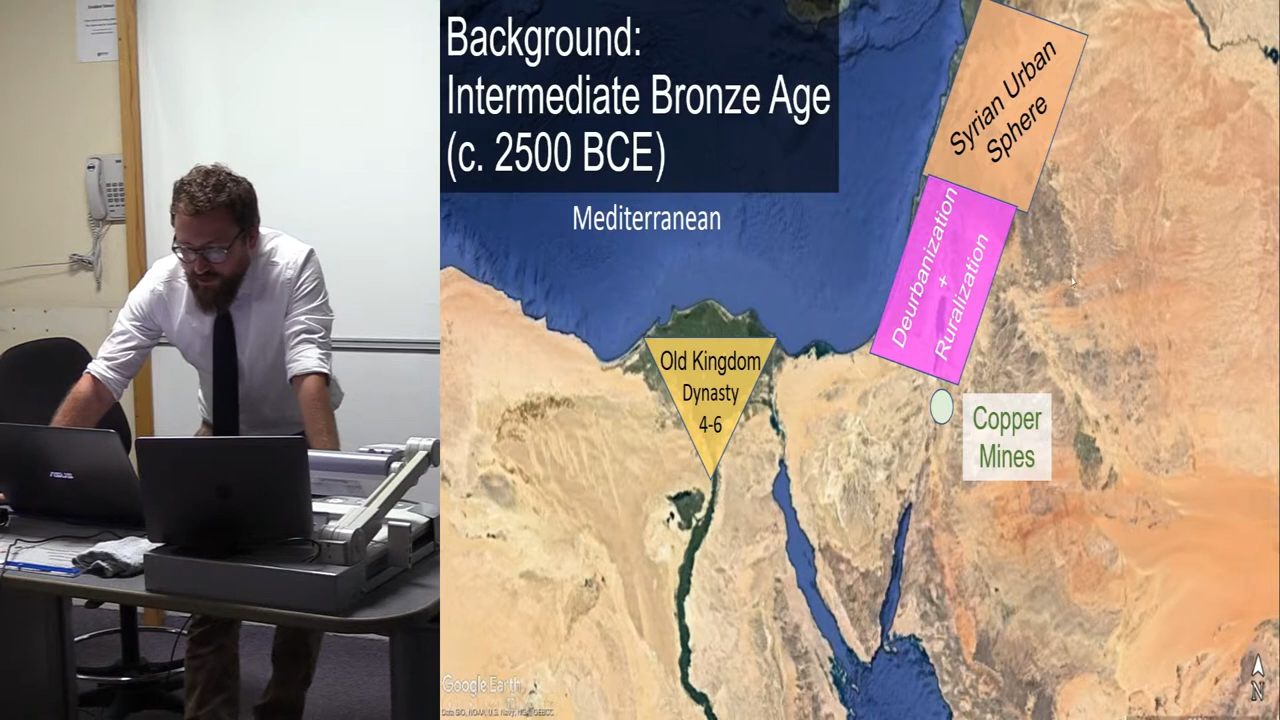 Background:
Intermediate Bronze Age
(c. 2500 BCE)
Mediterranean
Syrian Urban
Sphere
Deurbanization
+
Ruralization
Old Kingdom
Dynasty
4-6
Copper
Mines
Google Earth
N
ASUS